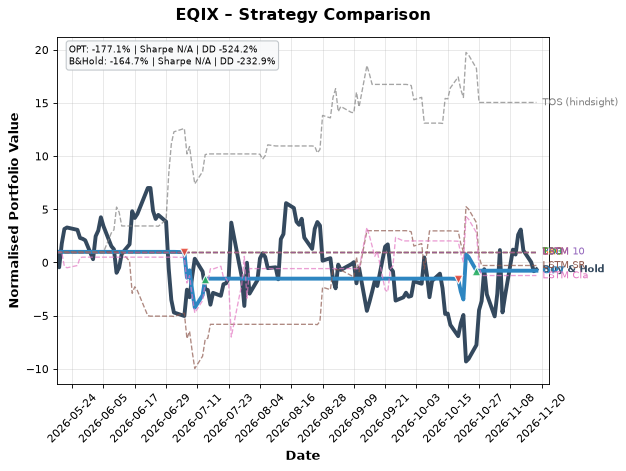 EQIX – Strategy Comparison
OPT: -177.1% | Sharpe N/A | DD -524.2%
B&Hold: -164.7% | Sharpe N/A | DD -232.9%
Normalised Portfolio Value
20
15
10
5
0
−5
−10
TOS (hindsight)
LSTM 10
LSTM SR
Buy & Hold
LSTM Cla
2026-05-24
2026-06-05
2026-06-17
2026-06-29
2026-07-11
2026-07-23
2026-08-04
2026-08-16
2026-08-28
2026-09-09
2026-09-21
2026-10-03
2026-10-15
2026-10-27
2026-11-08
2026-11-20
Date